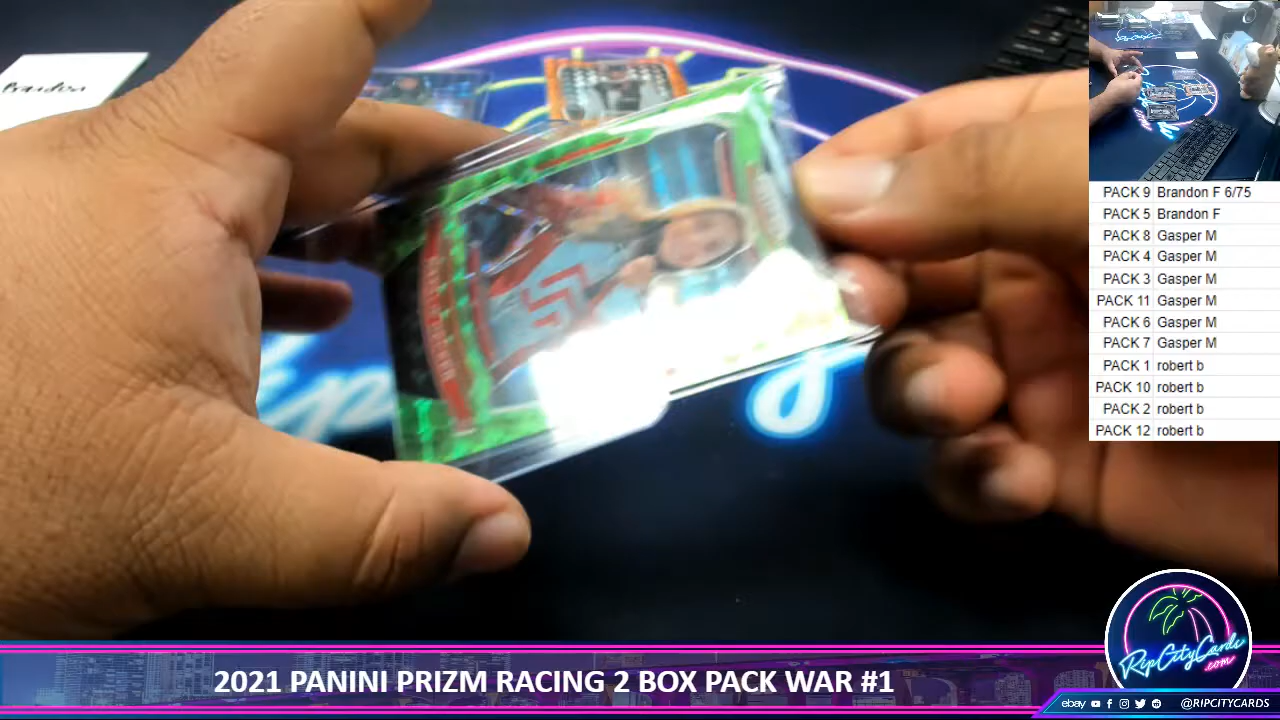 Brandon
PACK 9 Brandon F 6/75
PACK 5 Brandon F
PACK 8 Gasper M
PACK 4 Gasper M
PACK 3 Gasper M
PACK 11 Gasper M
PACK 6 Gasper M
PACK 7 Gasper M
PACK 1 robert b
PACK 10 robert b
PACK 2 robert b
PACK 12 robert b
RipCityCards
.com
2021 PANINI PRIZM RACING 2 BOX PACK WAR #1
ebay @RIPCITYCARDS